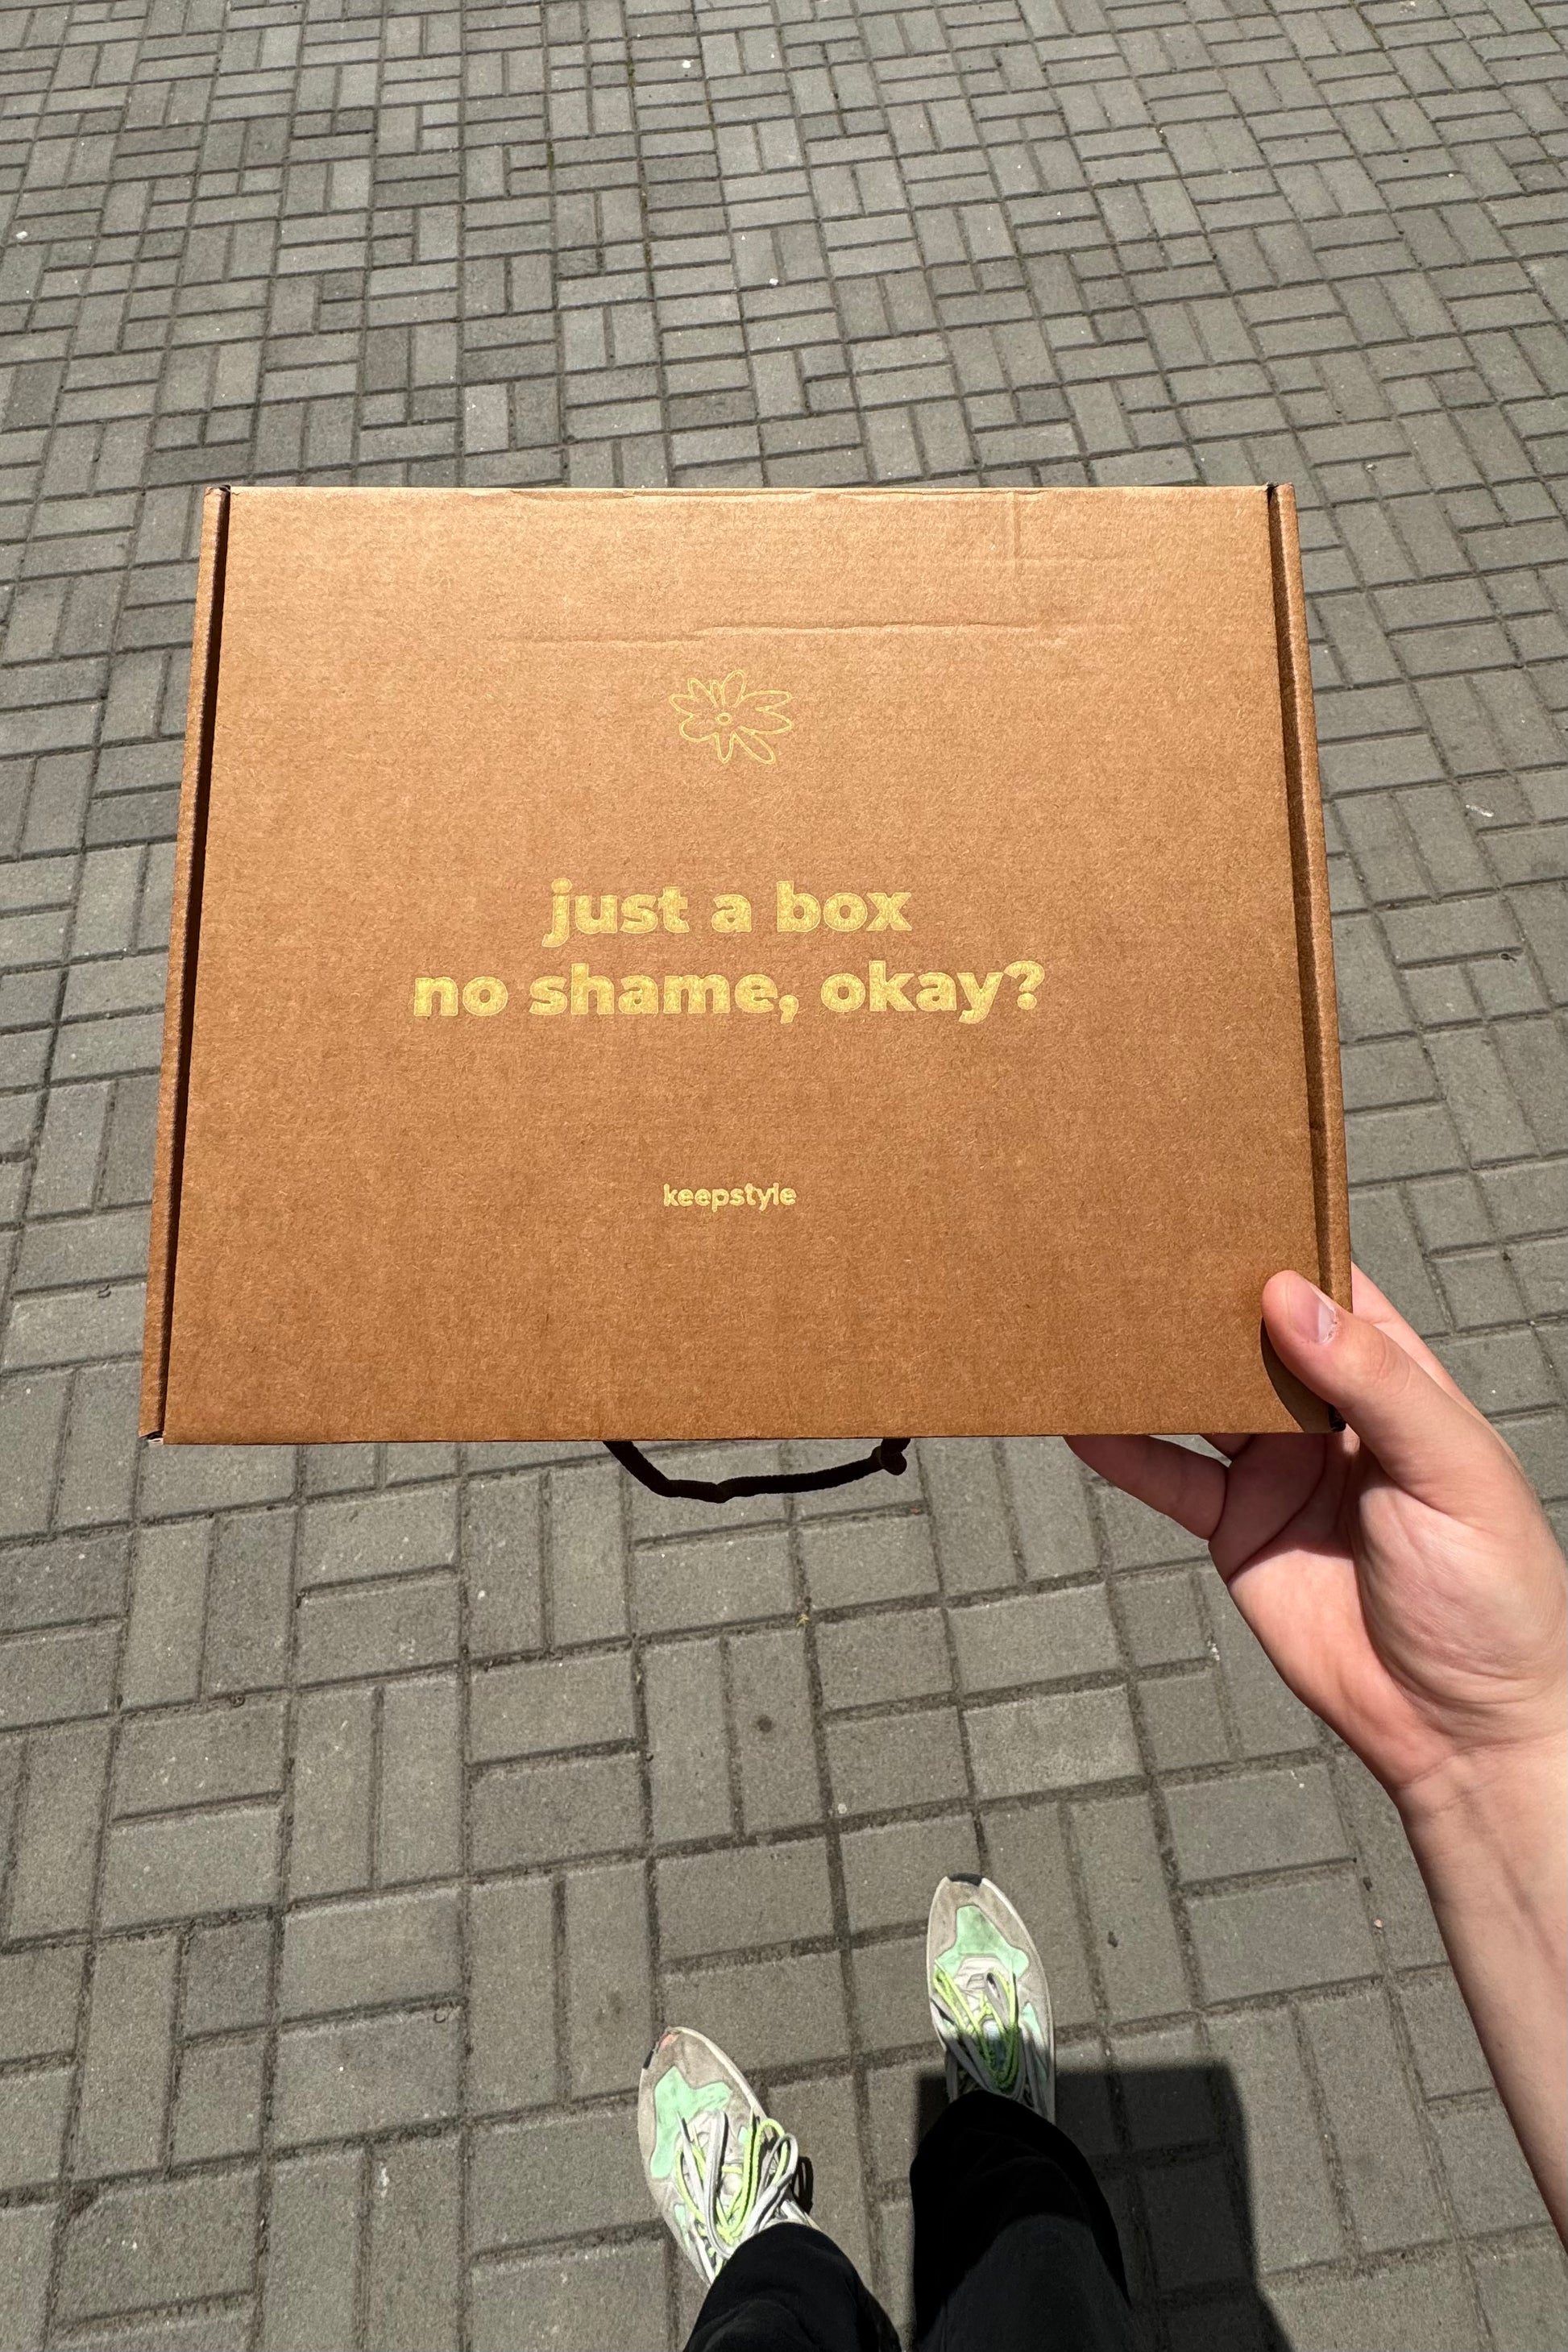 just a box
no shame, okay?
keepstyle